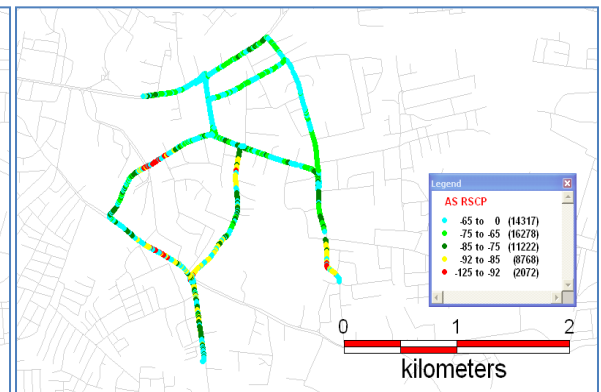 Legend
AS RSCP
-65 to 0 (14317)
-75 to -65 (16278)
-85 to -75 (11222)
-92 to -85 (8768)
-125 to -92 (2072)
0 1 2
kilometers